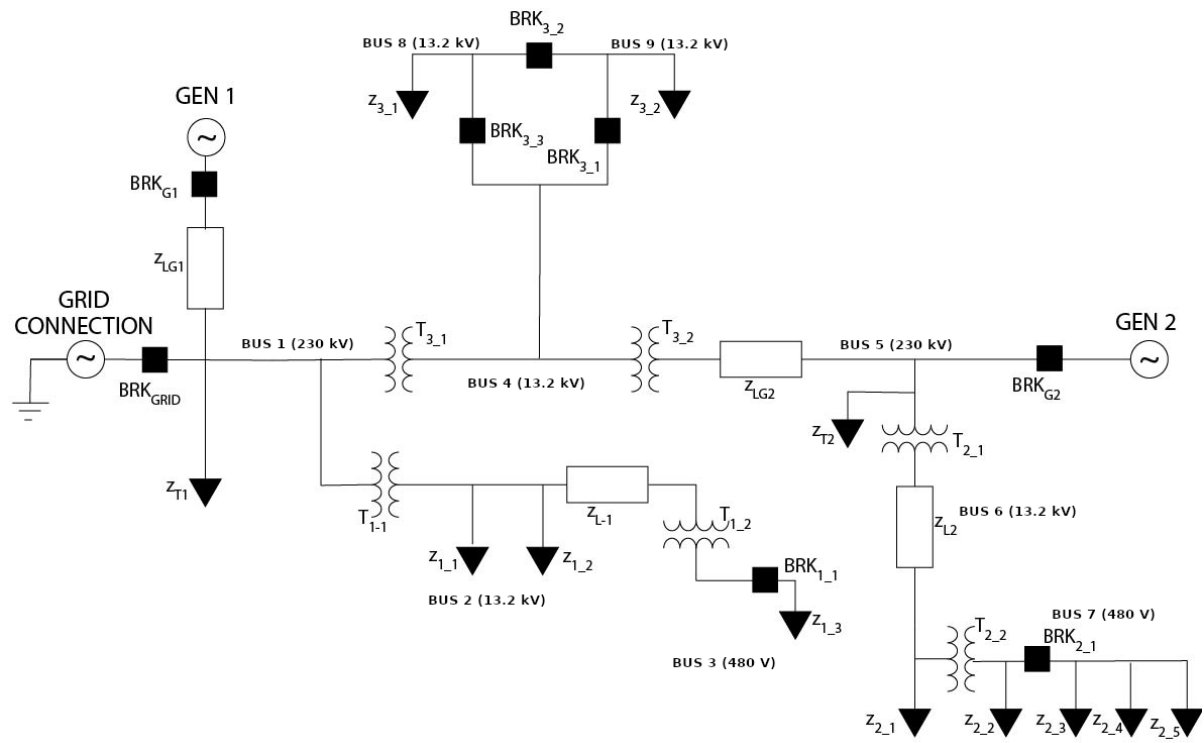 BRK3_2
BUS 8 (13.2 kV)
BUS 9 (13.2 kV)
GEN 1
z3_1
z3_2
~
BRK3_3
BRK3_1
BRKG1
zLG1
GRID
CONNECTION
~
BRKGRID
BUS 1 (230 kV)
T3_1
BUS 4 (13.2 kV)
T3_2
zLG2
BUS 5 (230 kV)
GEN 2
~
BRKG2
zT2
T2_1
zT1
T1-1
zL-1
T1_2
zL2
BUS 6 (13.2 kV)
z1_1
z1_2
BRK1_1
BUS 2 (13.2 kV)
z1_3
BUS 3 (480 V)
BUS 7 (480 V)
T2_2
BRK2_1
z2_1
z2_2
z2_3
z2_4
z2_5